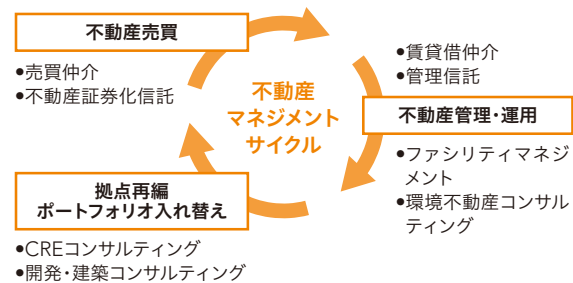 不動産売買
●売買仲介
●不動産証券化信託
不動産
マネジメント
サイクル
●賃貸借仲介
●管理信託
不動産管理・運用
●ファシリティマネジ
メント
●環境不動産コンサル
ティング
拠点再編
ポートフォリオ入れ替え
●CREコンサルティング
●開発・建築コンサルティング